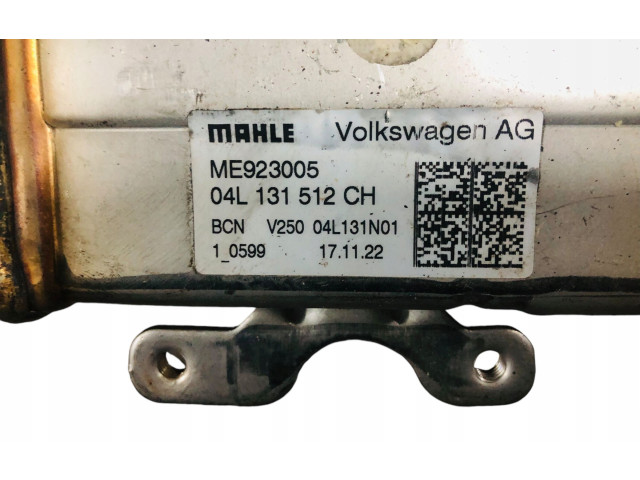 MAHLE Volkswagen AG
ME923005
04L 131 512 CH
BCN V250 04L131N01
1_0599 17.11.22